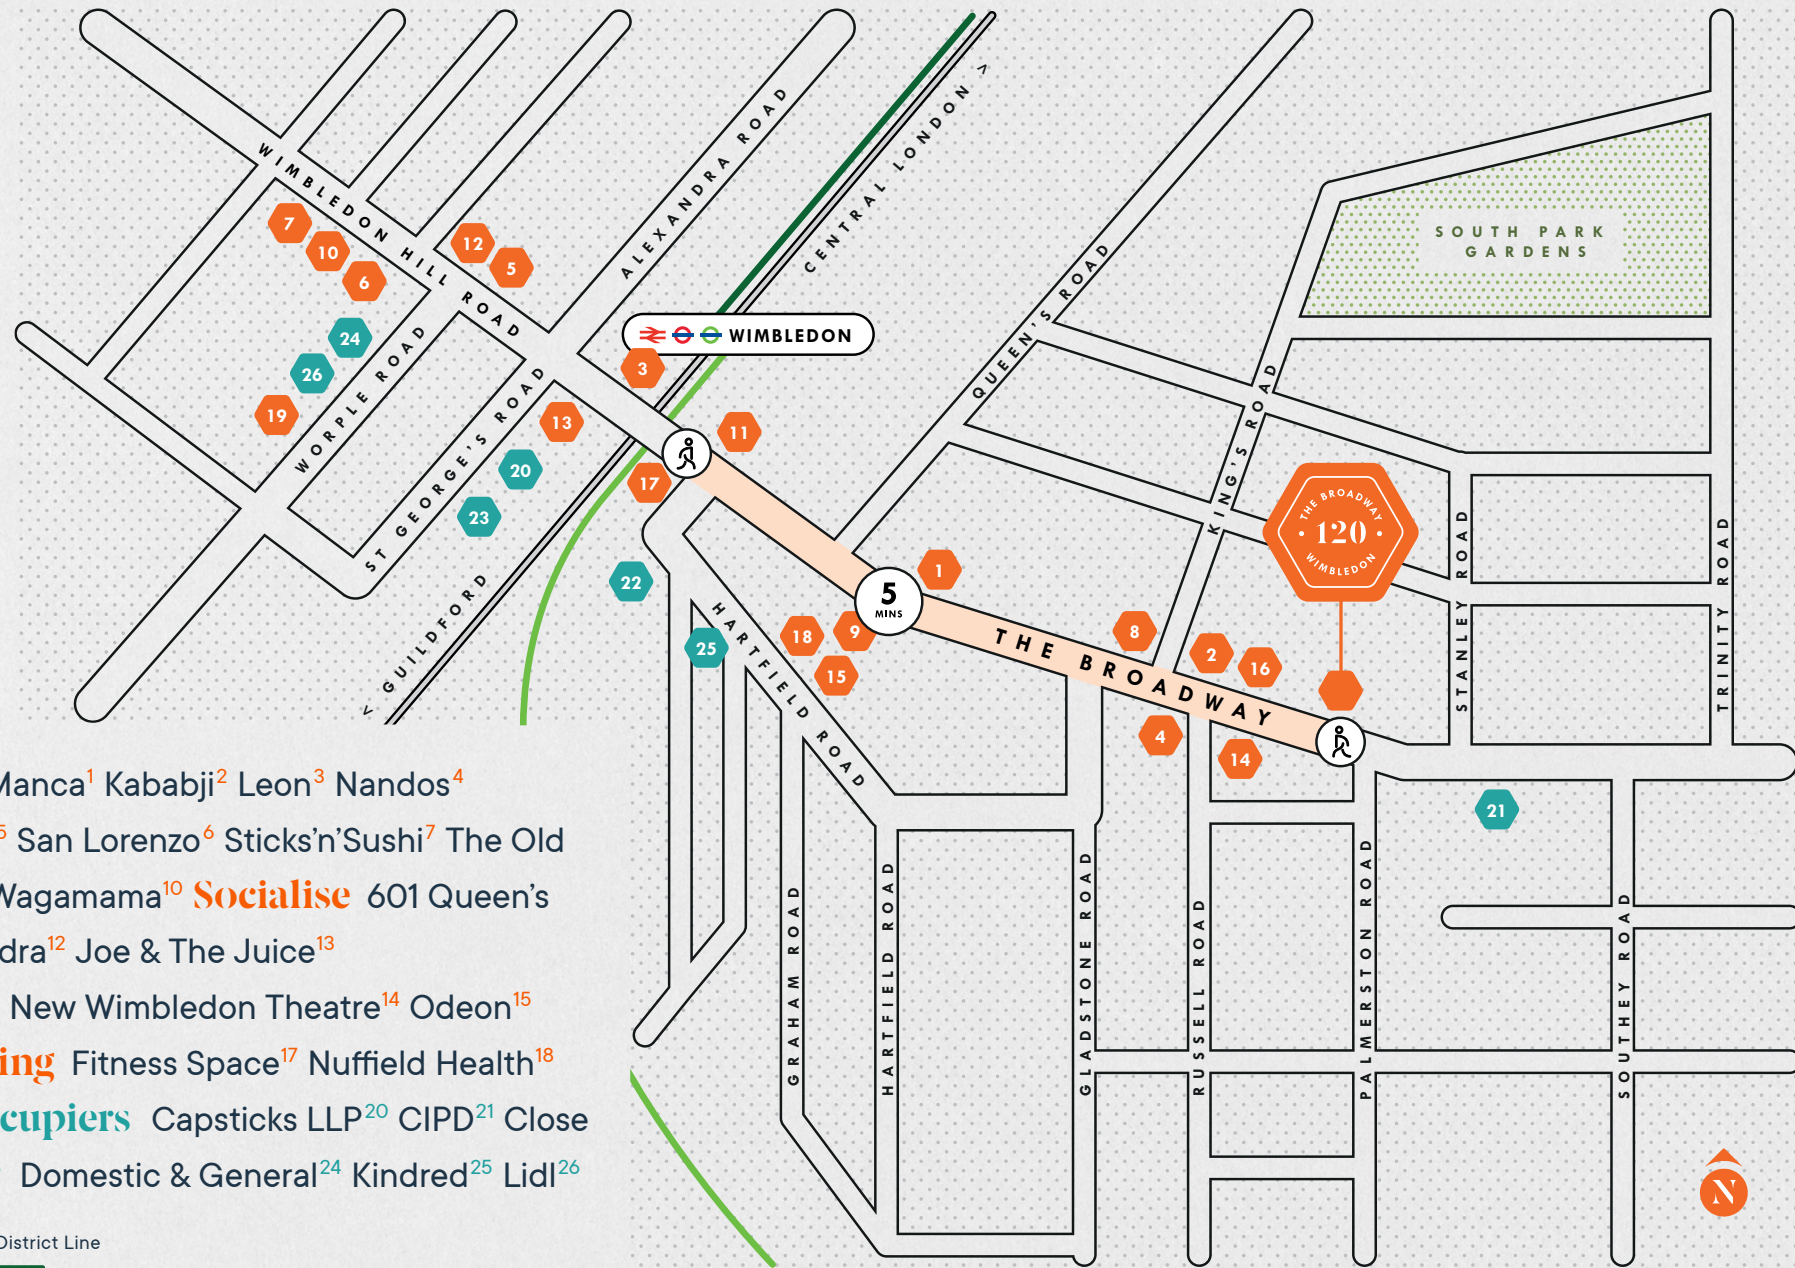 WIMBLEDON HILL ROAD
ALEXANDRA ROAD
CENTRAL LONDON >
QUEEN'S ROAD
SOUTH PARK
GARDENS
7
10
6
12
5
24
26
19
WIMBLEDON
3
11
13
20
23
17
22
25
WORPLE ROAD
ST GEORGE'S ROAD
< GUILDFORD
KING'S ROAD
THE BROADWAY
120
WIMBLEDON
STANLEY ROAD
TRINITY ROAD
5
MINS
1
18
9
15
8
2
16
4
14
21
THE BROADWAY
HARTFIELD ROAD
GRAHAM ROAD
HARTFIELD ROAD
GLADSTONE ROAD
RUSSELL ROAD
PALMERSTON ROAD
SOUTHEY ROAD
N
Manca1 Kababji2 Leon3 Nandos4
5 San Lorenzo6 Sticks’n’Sushi7 The Old
Wagamama10 Socialise 601 Queen’s
dra12 Joe & The Juice13
New Wimbledon Theatre14 Odeon15
ing Fitness Space17 Nuffield Health18
cupiers Capsticks LLP20 CIPD21 Close
Domestic & General24 Kindred25 Lidl26
District Line